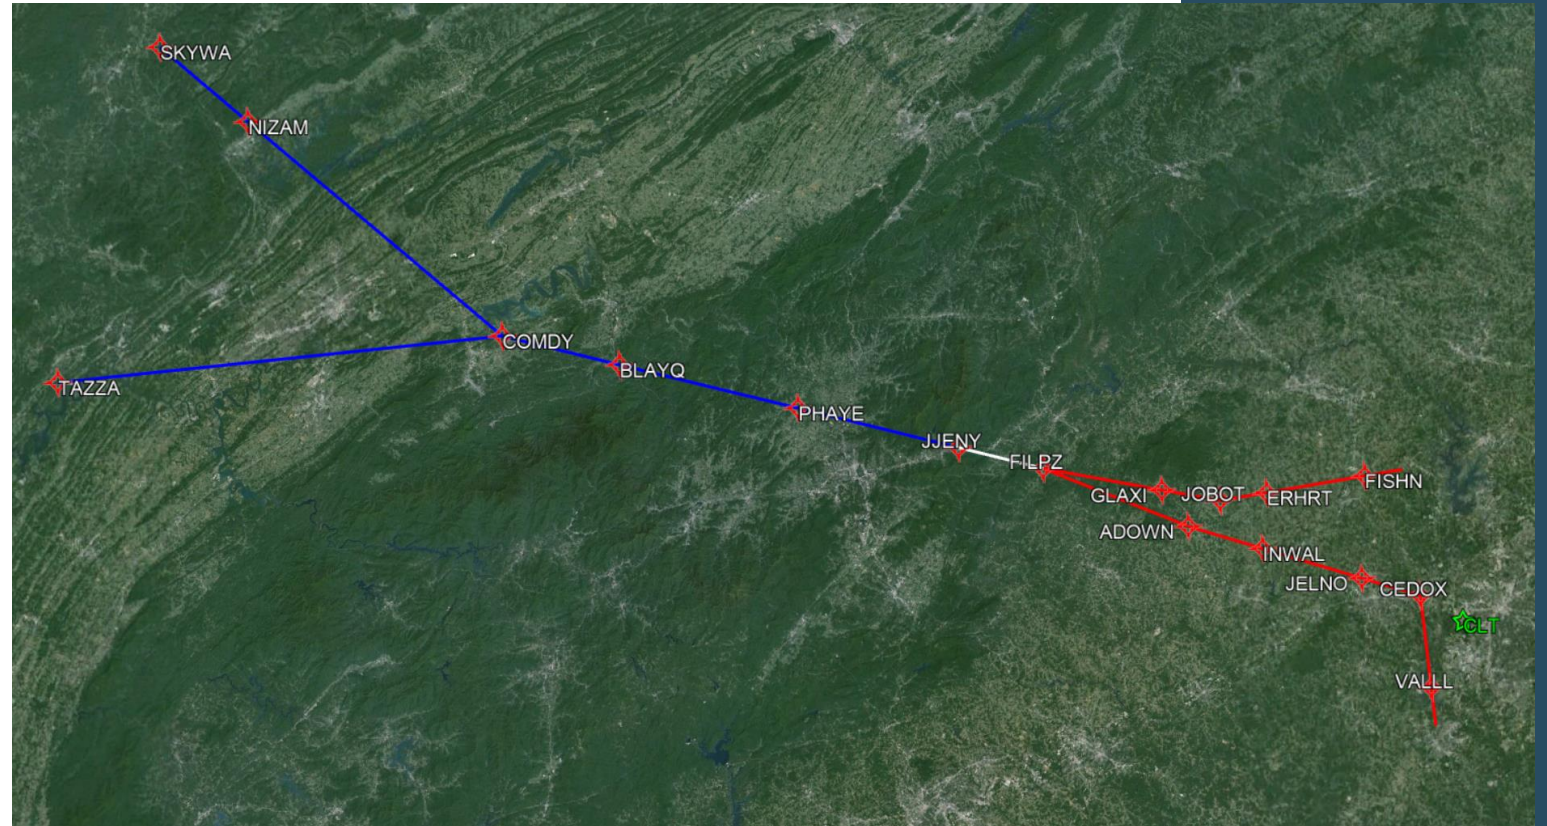 SKYWA
NIZAM
COMDY
TAZZA
BLAYQ
PHAYE
JJENY
FILPZ
GLAXI
JOBOT
ERHRT
FISHN
ADOWN
INWAL
JELNO
CEDOX
CLT
VALLL